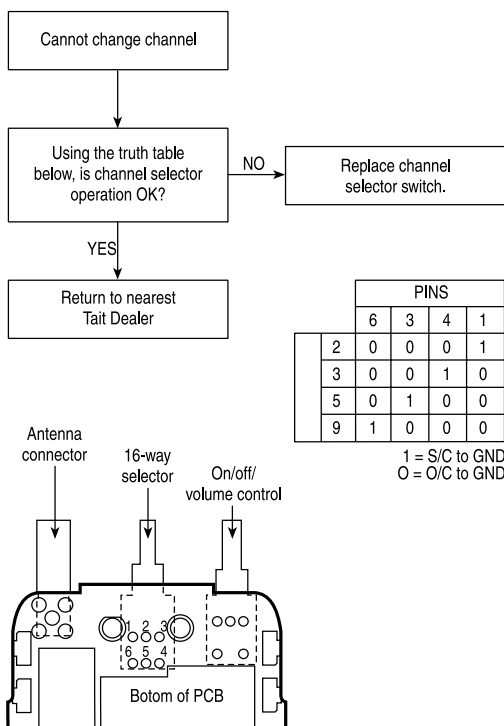 Cannot change channel
Using the truth table
below, is channel selector
operation OK?
NO
Replace channel
selector switch.
YES
Return to nearest
Tait Dealer
PINS
6 3 4 1
2 0 0 0 1
3 0 0 1 0
5 0 1 0 0
9 1 0 0 0
1 = S/C to GND
O = O/C to GND
Antenna
connector
16-way
selector
On/off/
volume control
1 2 3
6 5 4
Botom of PCB